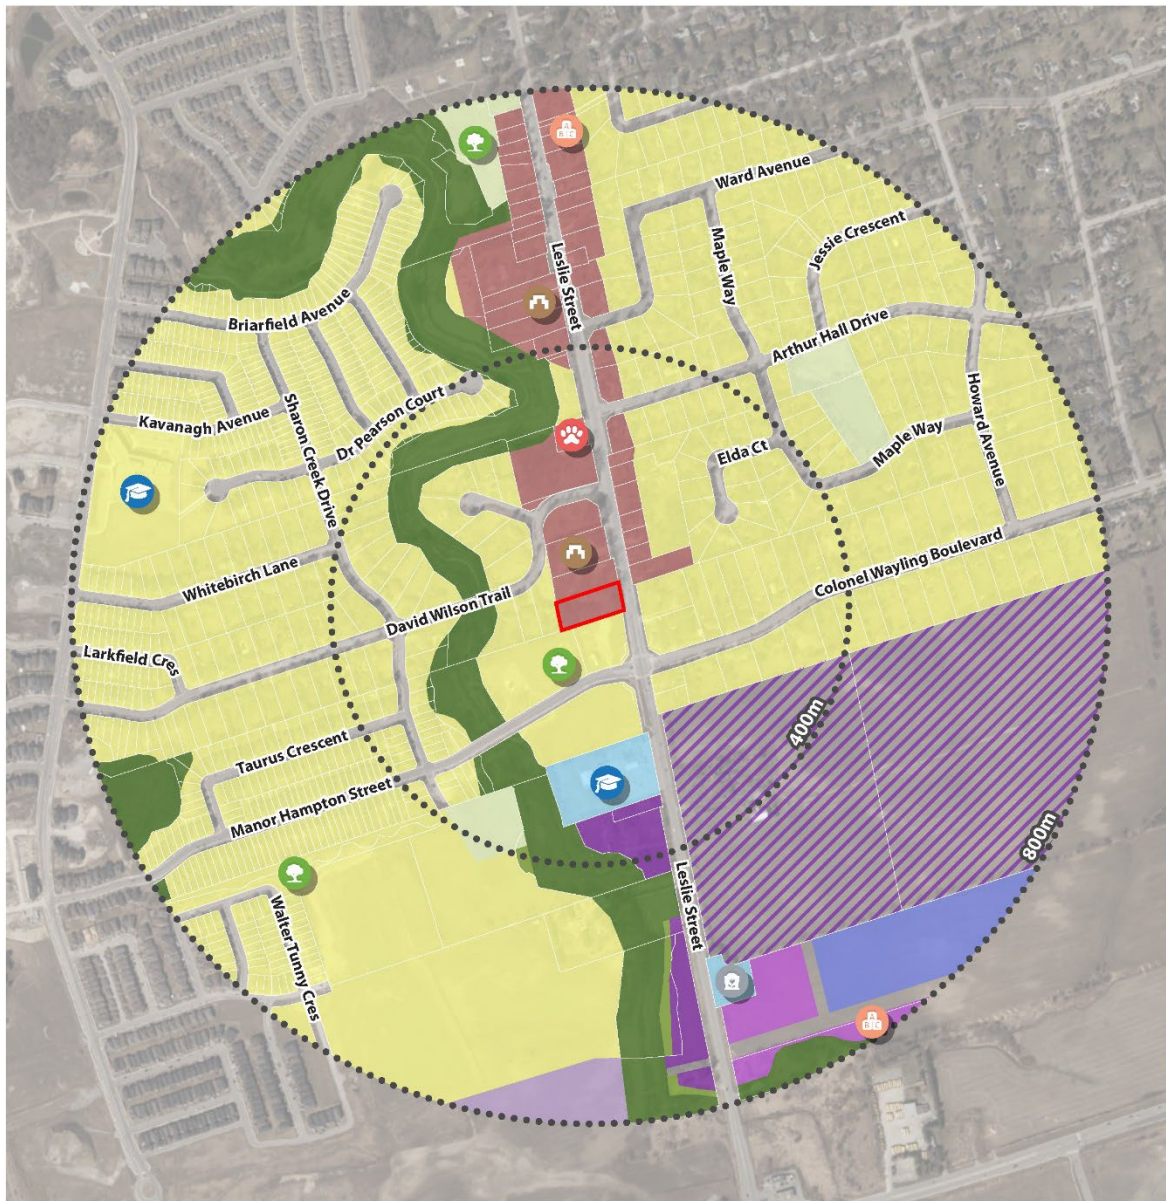 Ward Avenue
Jessie Crescent
Leslie Street
Maple Way
Briarfield Avenue
Arthur Hall Drive
Kavanagh Avenue
Sharon Creek Drive
Dr Pearson Court
Howard Avenue
Maple Way
Elda Ct
Whitebirch Lane
Colonel Wayling Boulevard
David Wilson Trail
Larkfield Cres
400m
Taurus Crescent
Manor Hampton Street
800m
Leslie Street
Walter Tunny Cres